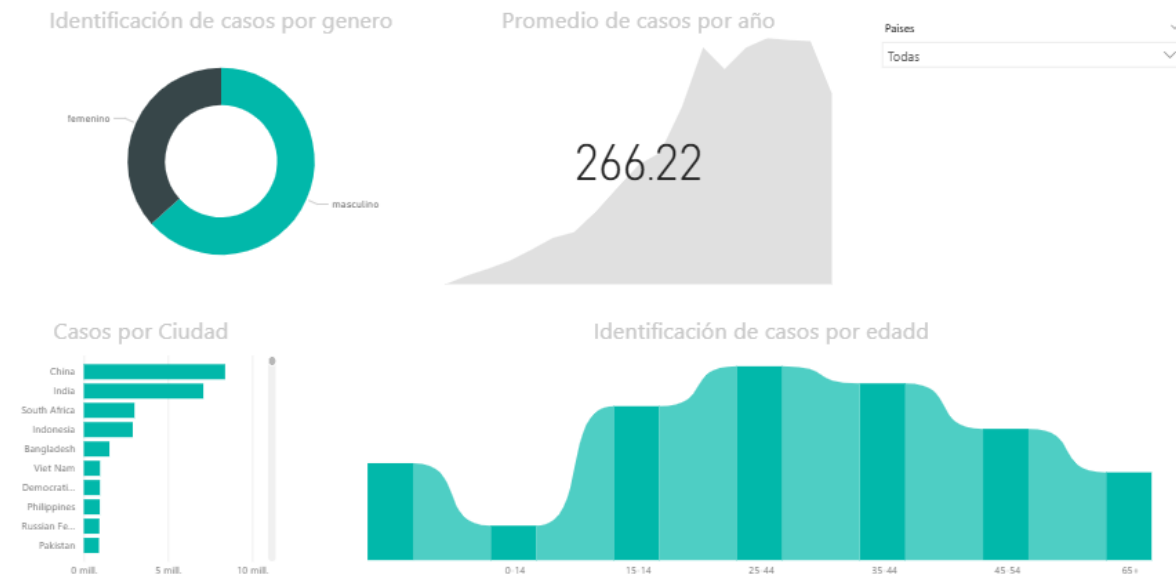 Identificación de casos por genero
Promedio de casos por año
Paises
Todas
femenino
masculino
266.22
Casos por Ciudad
China
India
South Africa
Indonesia
Bangladesh
Viet Nam
Democrati...
Philippines
Russian Fe...
Pakistan
0 mill. 5 mill. 10 mill.
Identificación de casos por edadd
0-14 15-14 25-44 35-44 45-54 65+